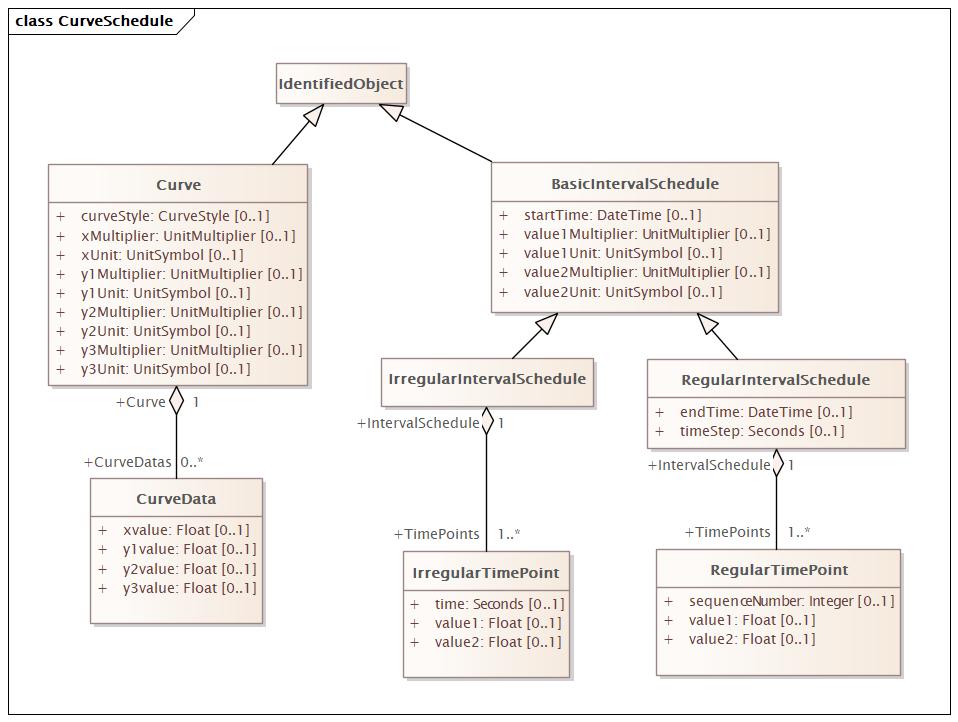 class CurveSchedule
IdentifiedObject
Curve
+ curveStyle: CurveStyle [0..1]
+ xMultiplier: UnitMultiplier [0..1]
+ xUnit: UnitSymbol [0..1]
+ y1Multiplier: UnitMultiplier [0..1]
+ y1Unit: UnitSymbol [0..1]
+ y2Multiplier: UnitMultiplier [0..1]
+ y2Unit: UnitSymbol [0..1]
+ y3Multiplier: UnitMultiplier [0..1]
+ y3Unit: UnitSymbol [0..1]
BasicIntervalSchedule
+ startTime: DateTime [0..1]
+ value1Multiplier: UnitMultiplier [0..1]
+ value1Unit: UnitSymbol [0..1]
+ value2Multiplier: UnitMultiplier [0..1]
+ value2Unit: UnitSymbol [0..1]
IrregularIntervalSchedule
RegularIntervalSchedule
+ endTime: DateTime [0..1]
+ timeStep: Seconds [0..1]
+Curve 1
+CurveDatas 0..*
+IntervalSchedule 1
+TimePoints 1..*
+IntervalSchedule 1
+TimePoints 1..*
CurveData
+ xvalue: Float [0..1]
+ y1value: Float [0..1]
+ y2value: Float [0..1]
+ y3value: Float [0..1]
IrregularTimePoint
+ time: Seconds [0..1]
+ value1: Float [0..1]
+ value2: Float [0..1]
RegularTimePoint
+ sequenceNumber: Integer [0..1]
+ value1: Float [0..1]
+ value2: Float [0..1]